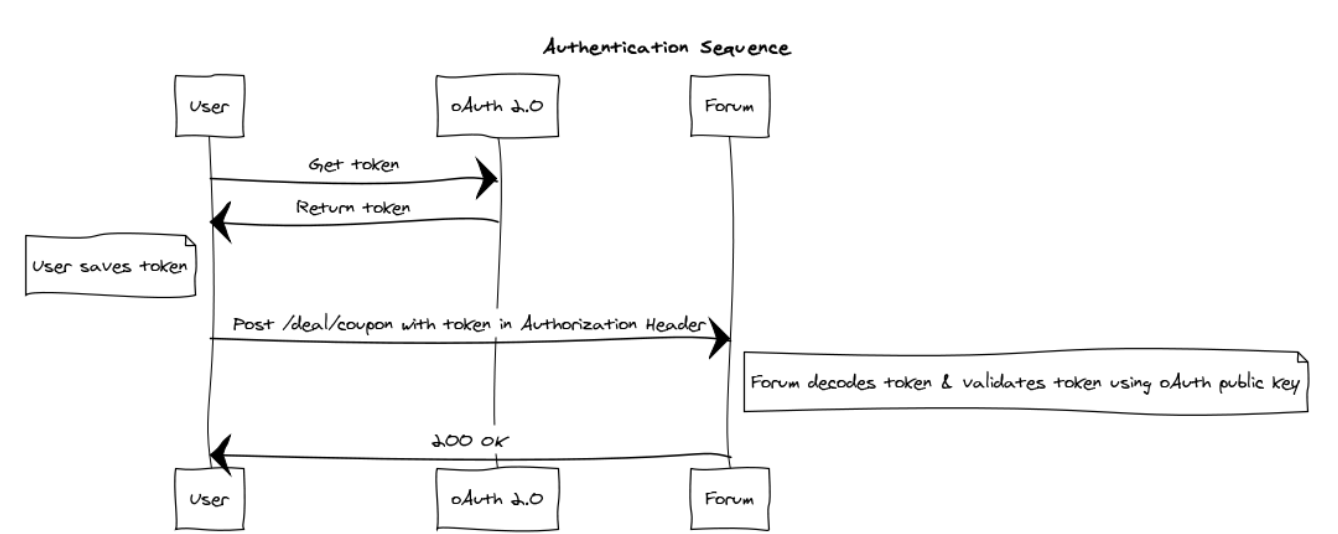 Authentication Sequence
User
oAuth 2.0
Forum
Get token
Return token
User saves token
Post /deal/coupon with token in Authorization Header
Forum decodes token & validates token using oAuth public key
200 OK
User
oAuth 2.0
Forum